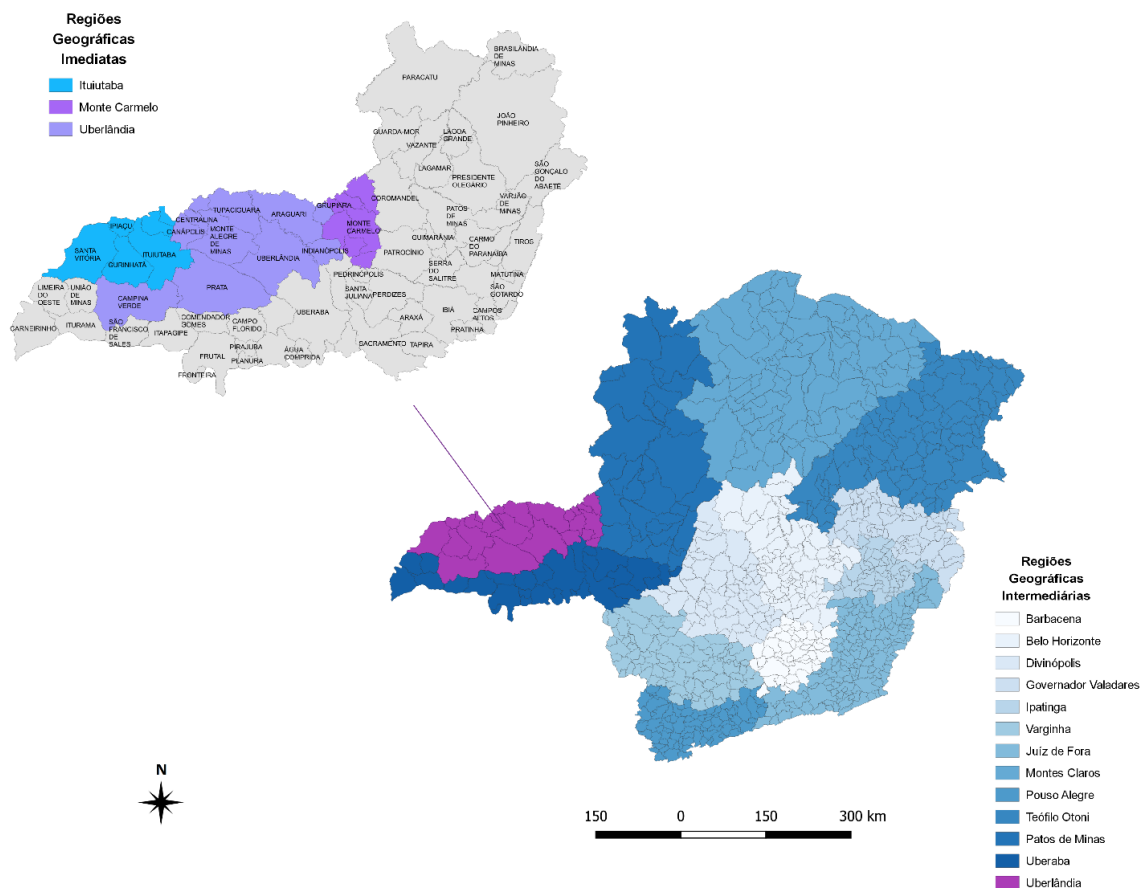 Regiões
Geográficas
Imediatas
Ituiutaba
Monte Carmelo
Uberlândia
BRASILÂNDIA
DE
MINAS
PARACATU
JOÃO
PINHEIRO
GUARDA-MOR
LAGOA
GRANDE
VAZANTE
SÃO
GONÇALO
DO
ABAETÉ
LAGAMAR
PRESIDENTE
OLEGÁRIO
VARJÃO
DE MINAS
COROMANDEL
GRUPIARA
TUPACIGUARA
ARAGUARI
PATOS
DE MINAS
CENTRALINA
IPIAÇU
CANÁPOLIS
MONTE
ALEGRE
DE
MINAS
MONTE
CARMELO
GUIMARÂNIA
CARMO
DO
PARANAÍBA
TIROS
SANTA
VITÓRIA
ITUIUTABA
GURINHATÃ
INDIANÓPOLIS
UBERLÂNDIA
PATROCÍNIO
SERRA
DO
SALITRE
MATUTINA
PEDRINÓPOLIS
LIMEIRA
DO
OESTE
UNIÃO
DE
MINAS
PRATA
SANTA
JULIANA
PERDIZES
SÃO
GOTARDO
CAMPINA
VERDE
UBERABA
IBIÁ
CAMPOS
ALTOS
CARNEIRINHO
ITURAMA
SÃO
FRANCISCO
DE
SALES
ITAPAGIPE
COMENDADOR
GOMES
CAMPO
FLORIDO
ARAXÁ
PRATINHA
PIRAJUBA
FRUTAL
PLANURA
ÁGUA
COMPRIDA
SACRAMENTO
TAPIRA
FRONTEIRA
Regiões
Geográficas
Intermediárias
Barbacena
Belo Horizonte
Divinópolis
Governador Valadares
Ipatinga
Varginha
Juíz de Fora
Montes Claros
Pouso Alegre
Teófilo Otoni
Patos de Minas
Uberaba
Uberlândia
N
150 0 150 300 km